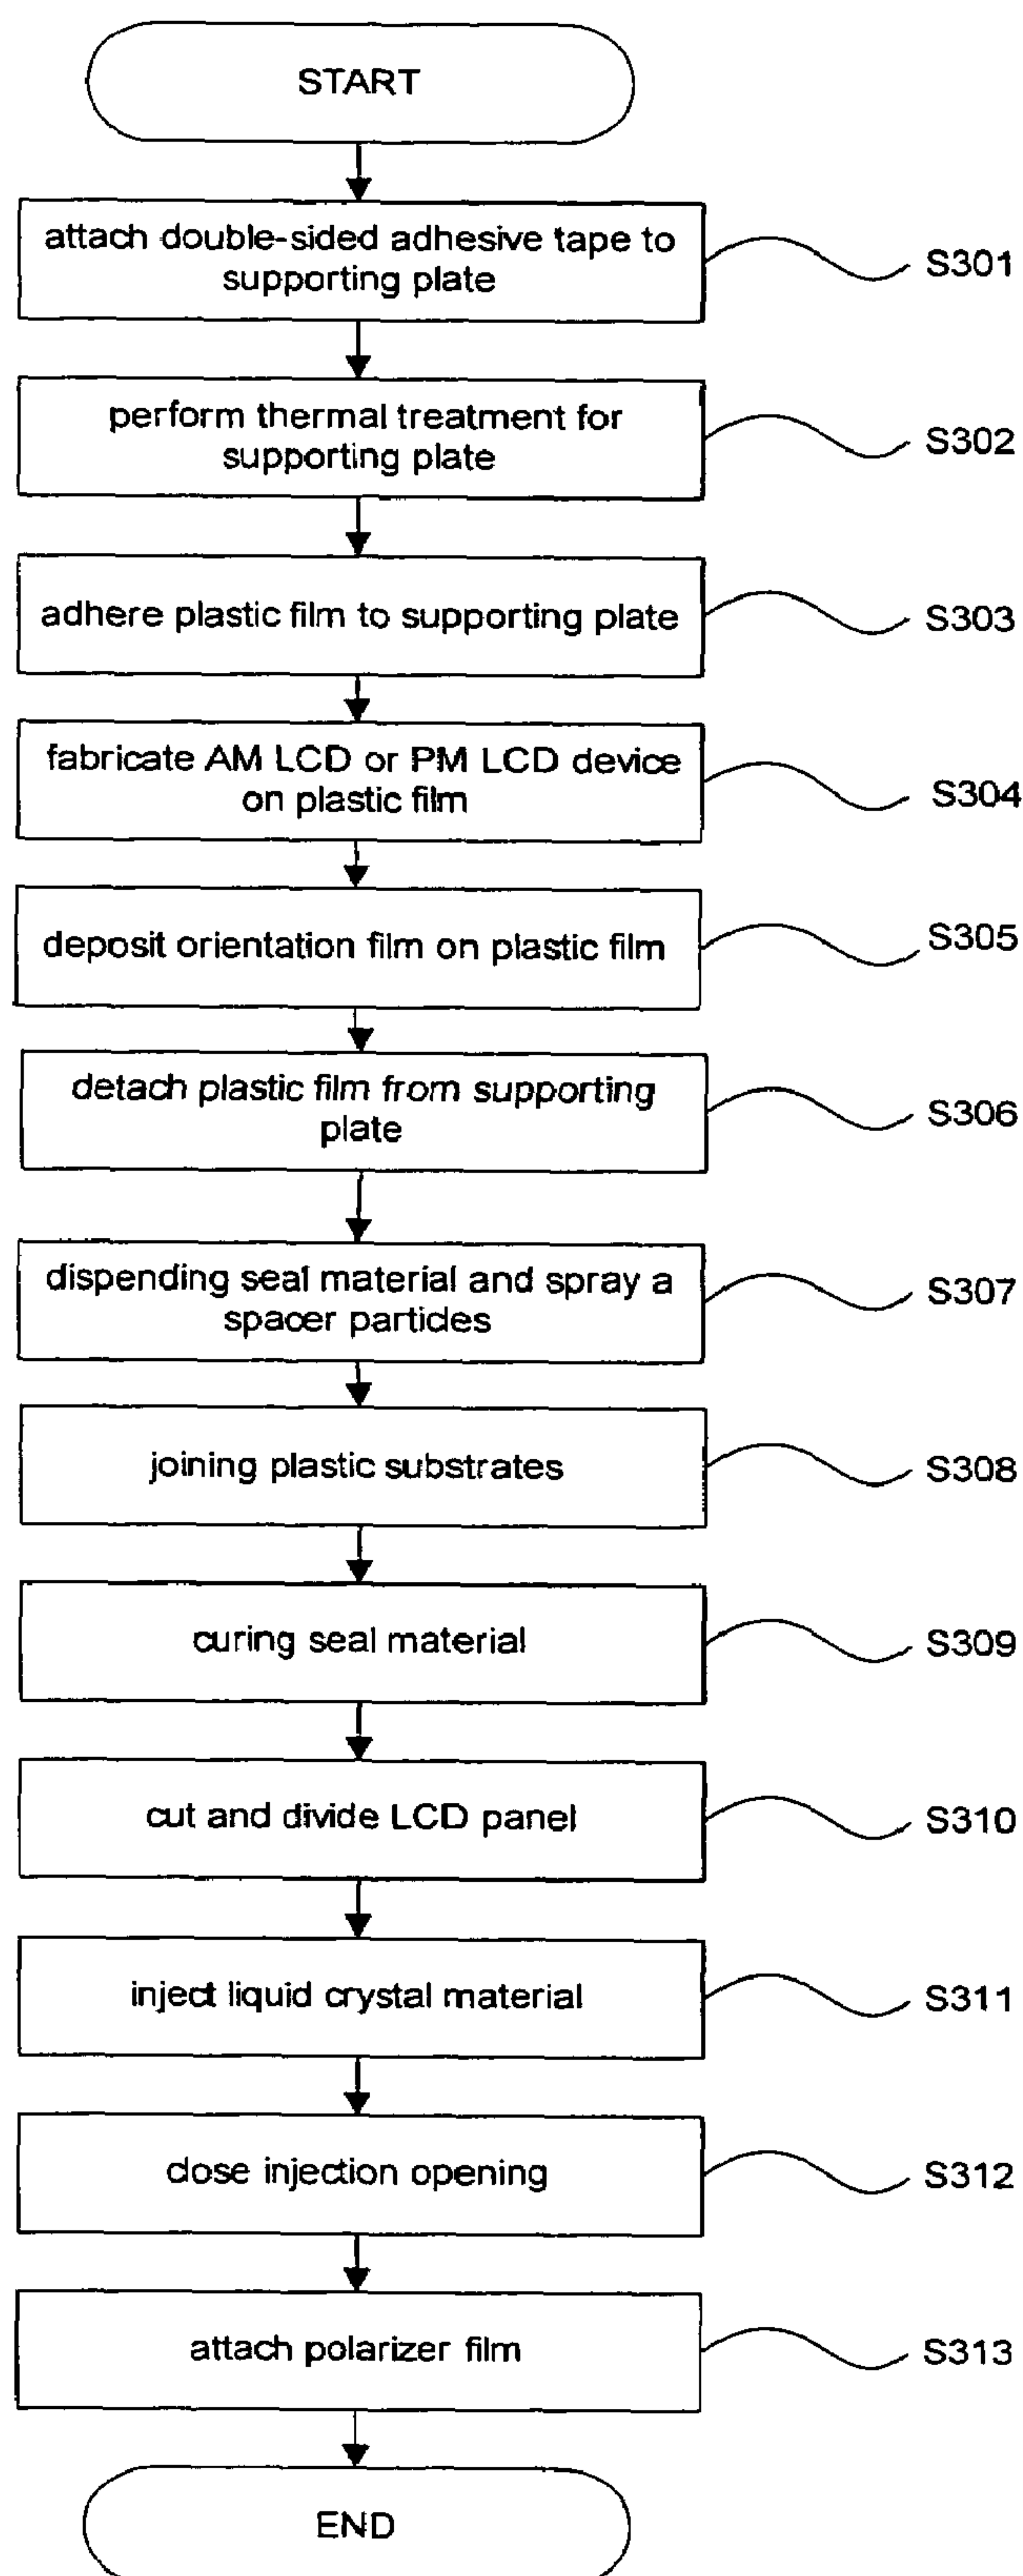 START
attach double-sided adhesive tape to
supporting plate
S301
perform thermal treatment for
supporting plate
S302
adhere plastic film to supporting plate
S303
fabricate AM LCD or PM LCD device
on plastic film
S304
deposit orientation film on plastic film
S305
detach plastic film from supporting
plate
S306
dispending seal material and spray a
spacer particles
S307
joining plastic substrates
S308
curing seal material
S309
cut and divide LCD panel
S310
inject liquid crystal material
S311
close injection opening
S312
attach polarizer film
S313
END